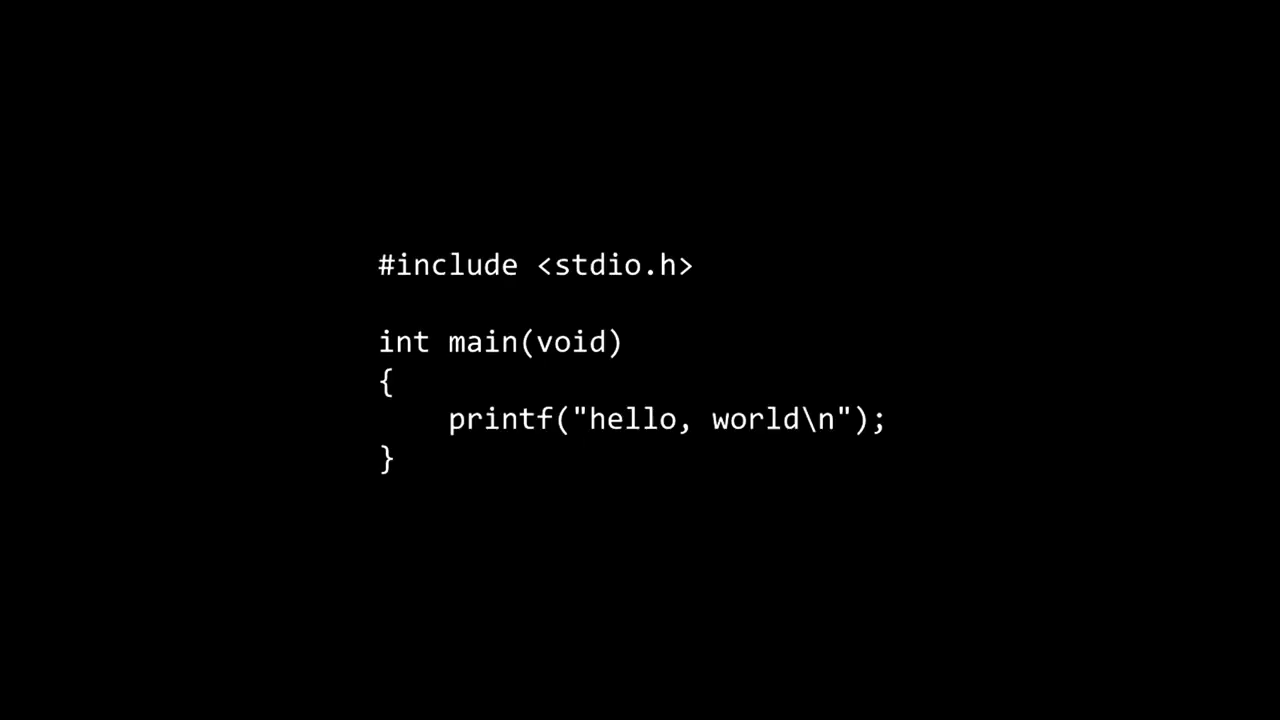 #include <stdio.h>

int main(void)
{
    printf("hello, world\n");
}